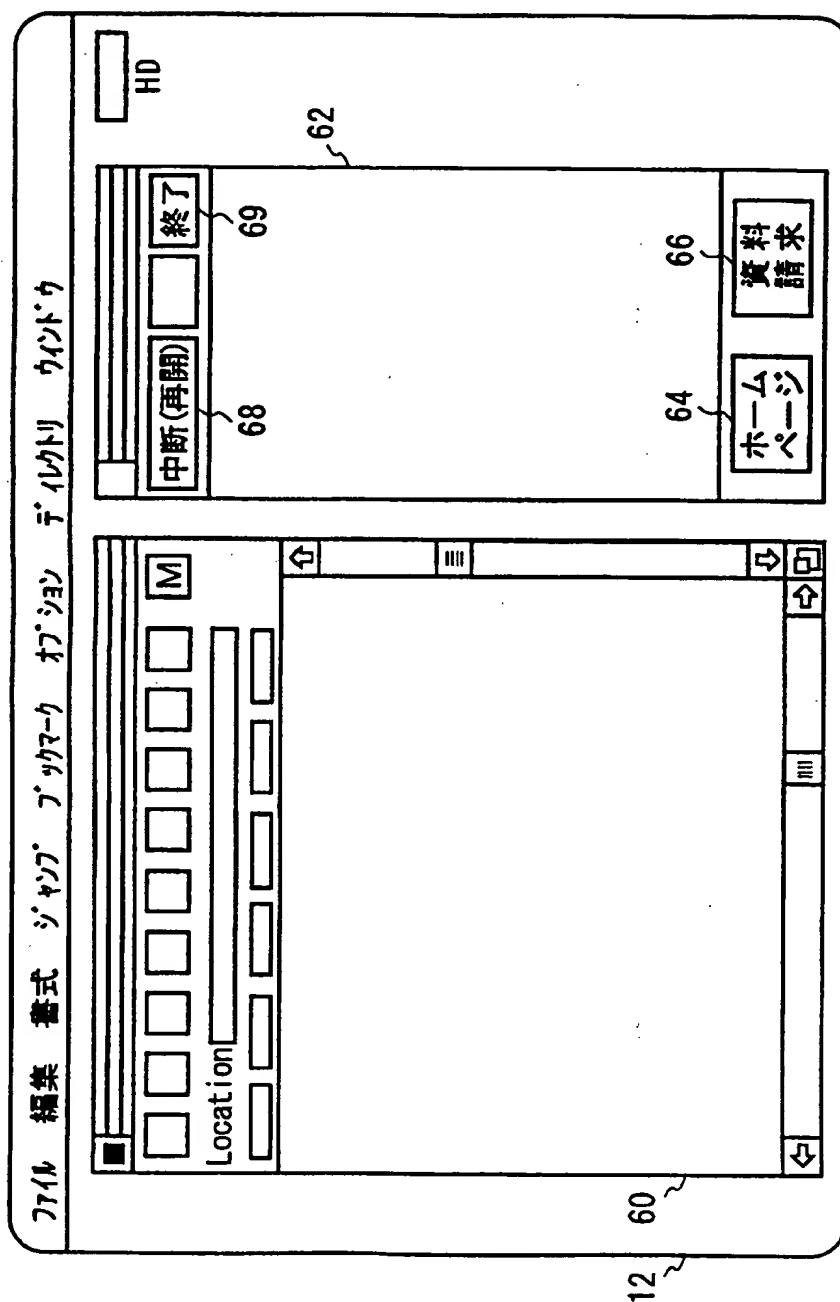 ファイル 編集 書式 ジャンプ ブックマーク オプション ディレクトリ ウィンドウ
HD
M
Location
中断(再開)
終了
68
69
62
64
66
ホーム
ページ
資料
請求
60
12